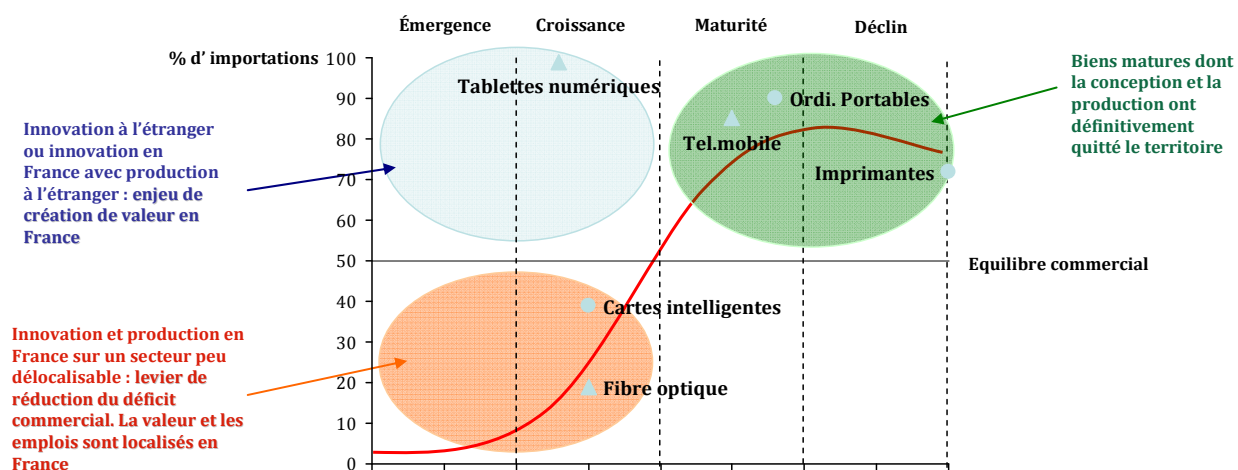 Émergence Croissance Maturité Déclin
% d' importations
100
90
80
70
60
50
40
30
20
10
0
Tablettes numériques
Ordi. Portables
Tel.mobile
Imprimantes
Equilibre commercial
Cartes intelligentes
Fibre optique
Innovation à l'étranger
ou innovation en
France avec production
à l'étranger : enjeu de
création de valeur en
France
Innovation et production en
France sur un secteur peu
délocalisable : levier de
réduction du déficit
commercial. La valeur et les
emplois sont localisés en
France
Biens matures dont
la conception et la
production ont
définitivement
quitté le territoire